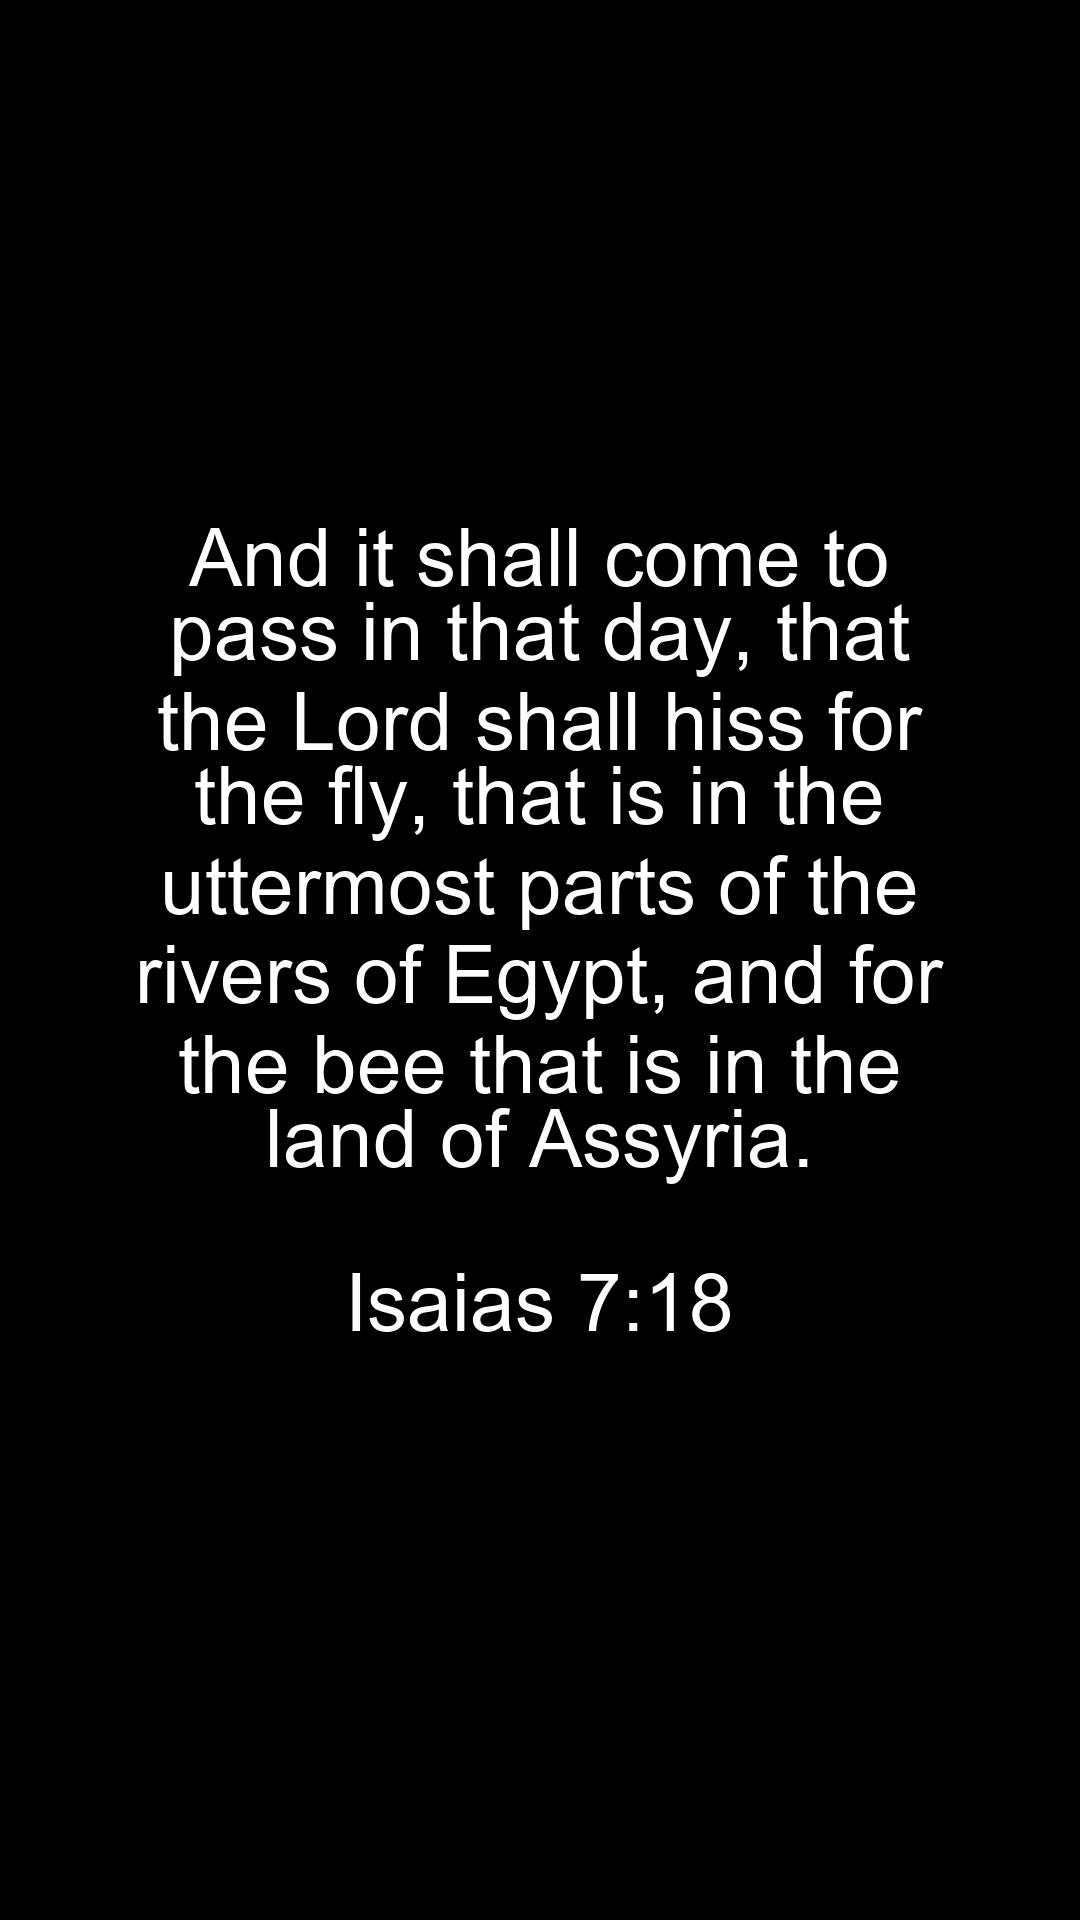 And it shall come to
pass in that day, that
the Lord shall hiss for
the fly, that is in the
uttermost parts of the
rivers of Egypt, and for
the bee that is in the
land of Assyria.
Isaias 7:18